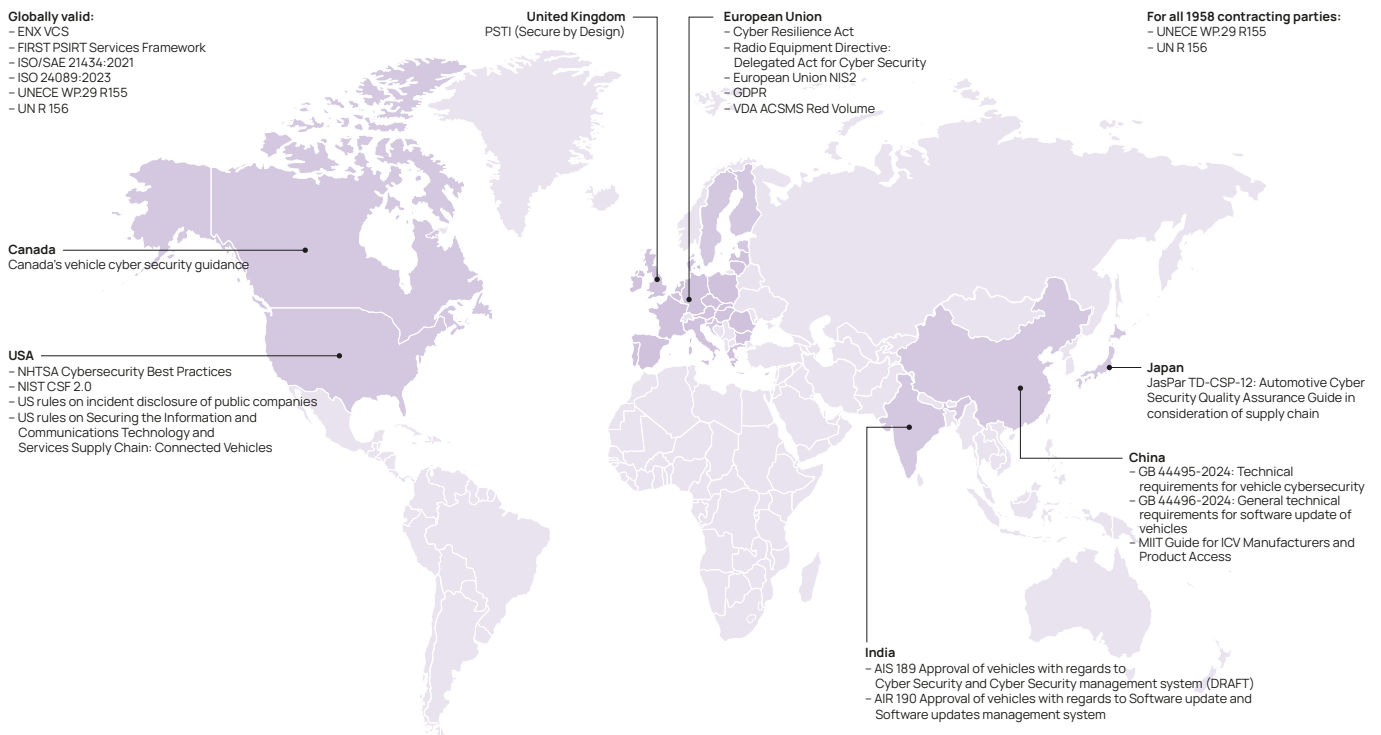 Globally valid:
– ENX VCS
– FIRST PSIRT Services Framework
– ISO/SAE 21434:2021
– ISO 24089:2023
– UNECE WP.29 R155
– UN R 156
United Kingdom
PSTI (Secure by Design)
European Union
– Cyber Resilience Act
– Radio Equipment Directive:
Delegated Act for Cyber Security
– European Union NIS2
– GDPR
– VDA ACSMS Red Volume
For all 1958 contracting parties:
– UNECE WP.29 R155
– UN R 156
Canada
Canada's vehicle cyber security guidance
USA
– NHTSA Cybersecurity Best Practices
– NIST CSF 2.0
– US rules on incident disclosure of public companies
– US rules on Securing the Information and
Communications Technology and
Services Supply Chain: Connected Vehicles
Japan
JasPar TD-CSP-12: Automotive Cyber
Security Quality Assurance Guide in
consideration of supply chain
China
– GB 44495-2024: Technical
requirements for vehicle cybersecurity
– GB 44496-2024: General technical
requirements for software update of
vehicles
– MIIT Guide for ICV Manufacturers and
Product Access
India
– AIS 189 Approval of vehicles with regards to
Cyber Security and Cyber Security management system (DRAFT)
– AIR 190 Approval of vehicles with regards to Software update and
Software updates management system